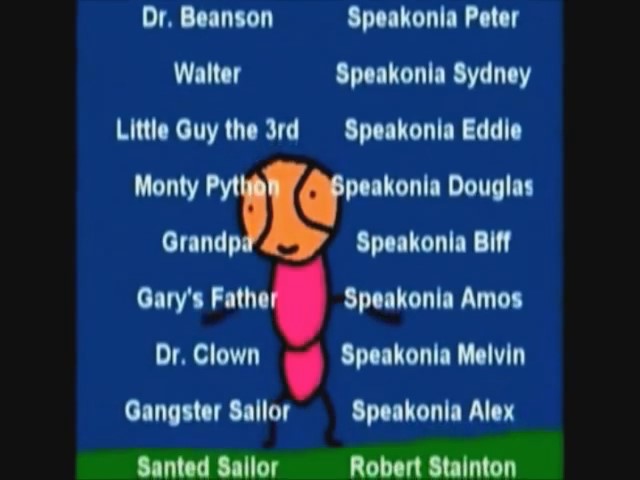 Dr. Beanson Speakonia Peter
Walter Speakonia Sydney
Little Guy the 3rd Speakonia Eddie
Monty Python Speakonia Douglas
Grandpa Speakonia Biff
Gary's Father Speakonia Amos
Dr. Clown Speakonia Melvin
Gangster Sailor Speakonia Alex
Santed Sailor Robert Stainton